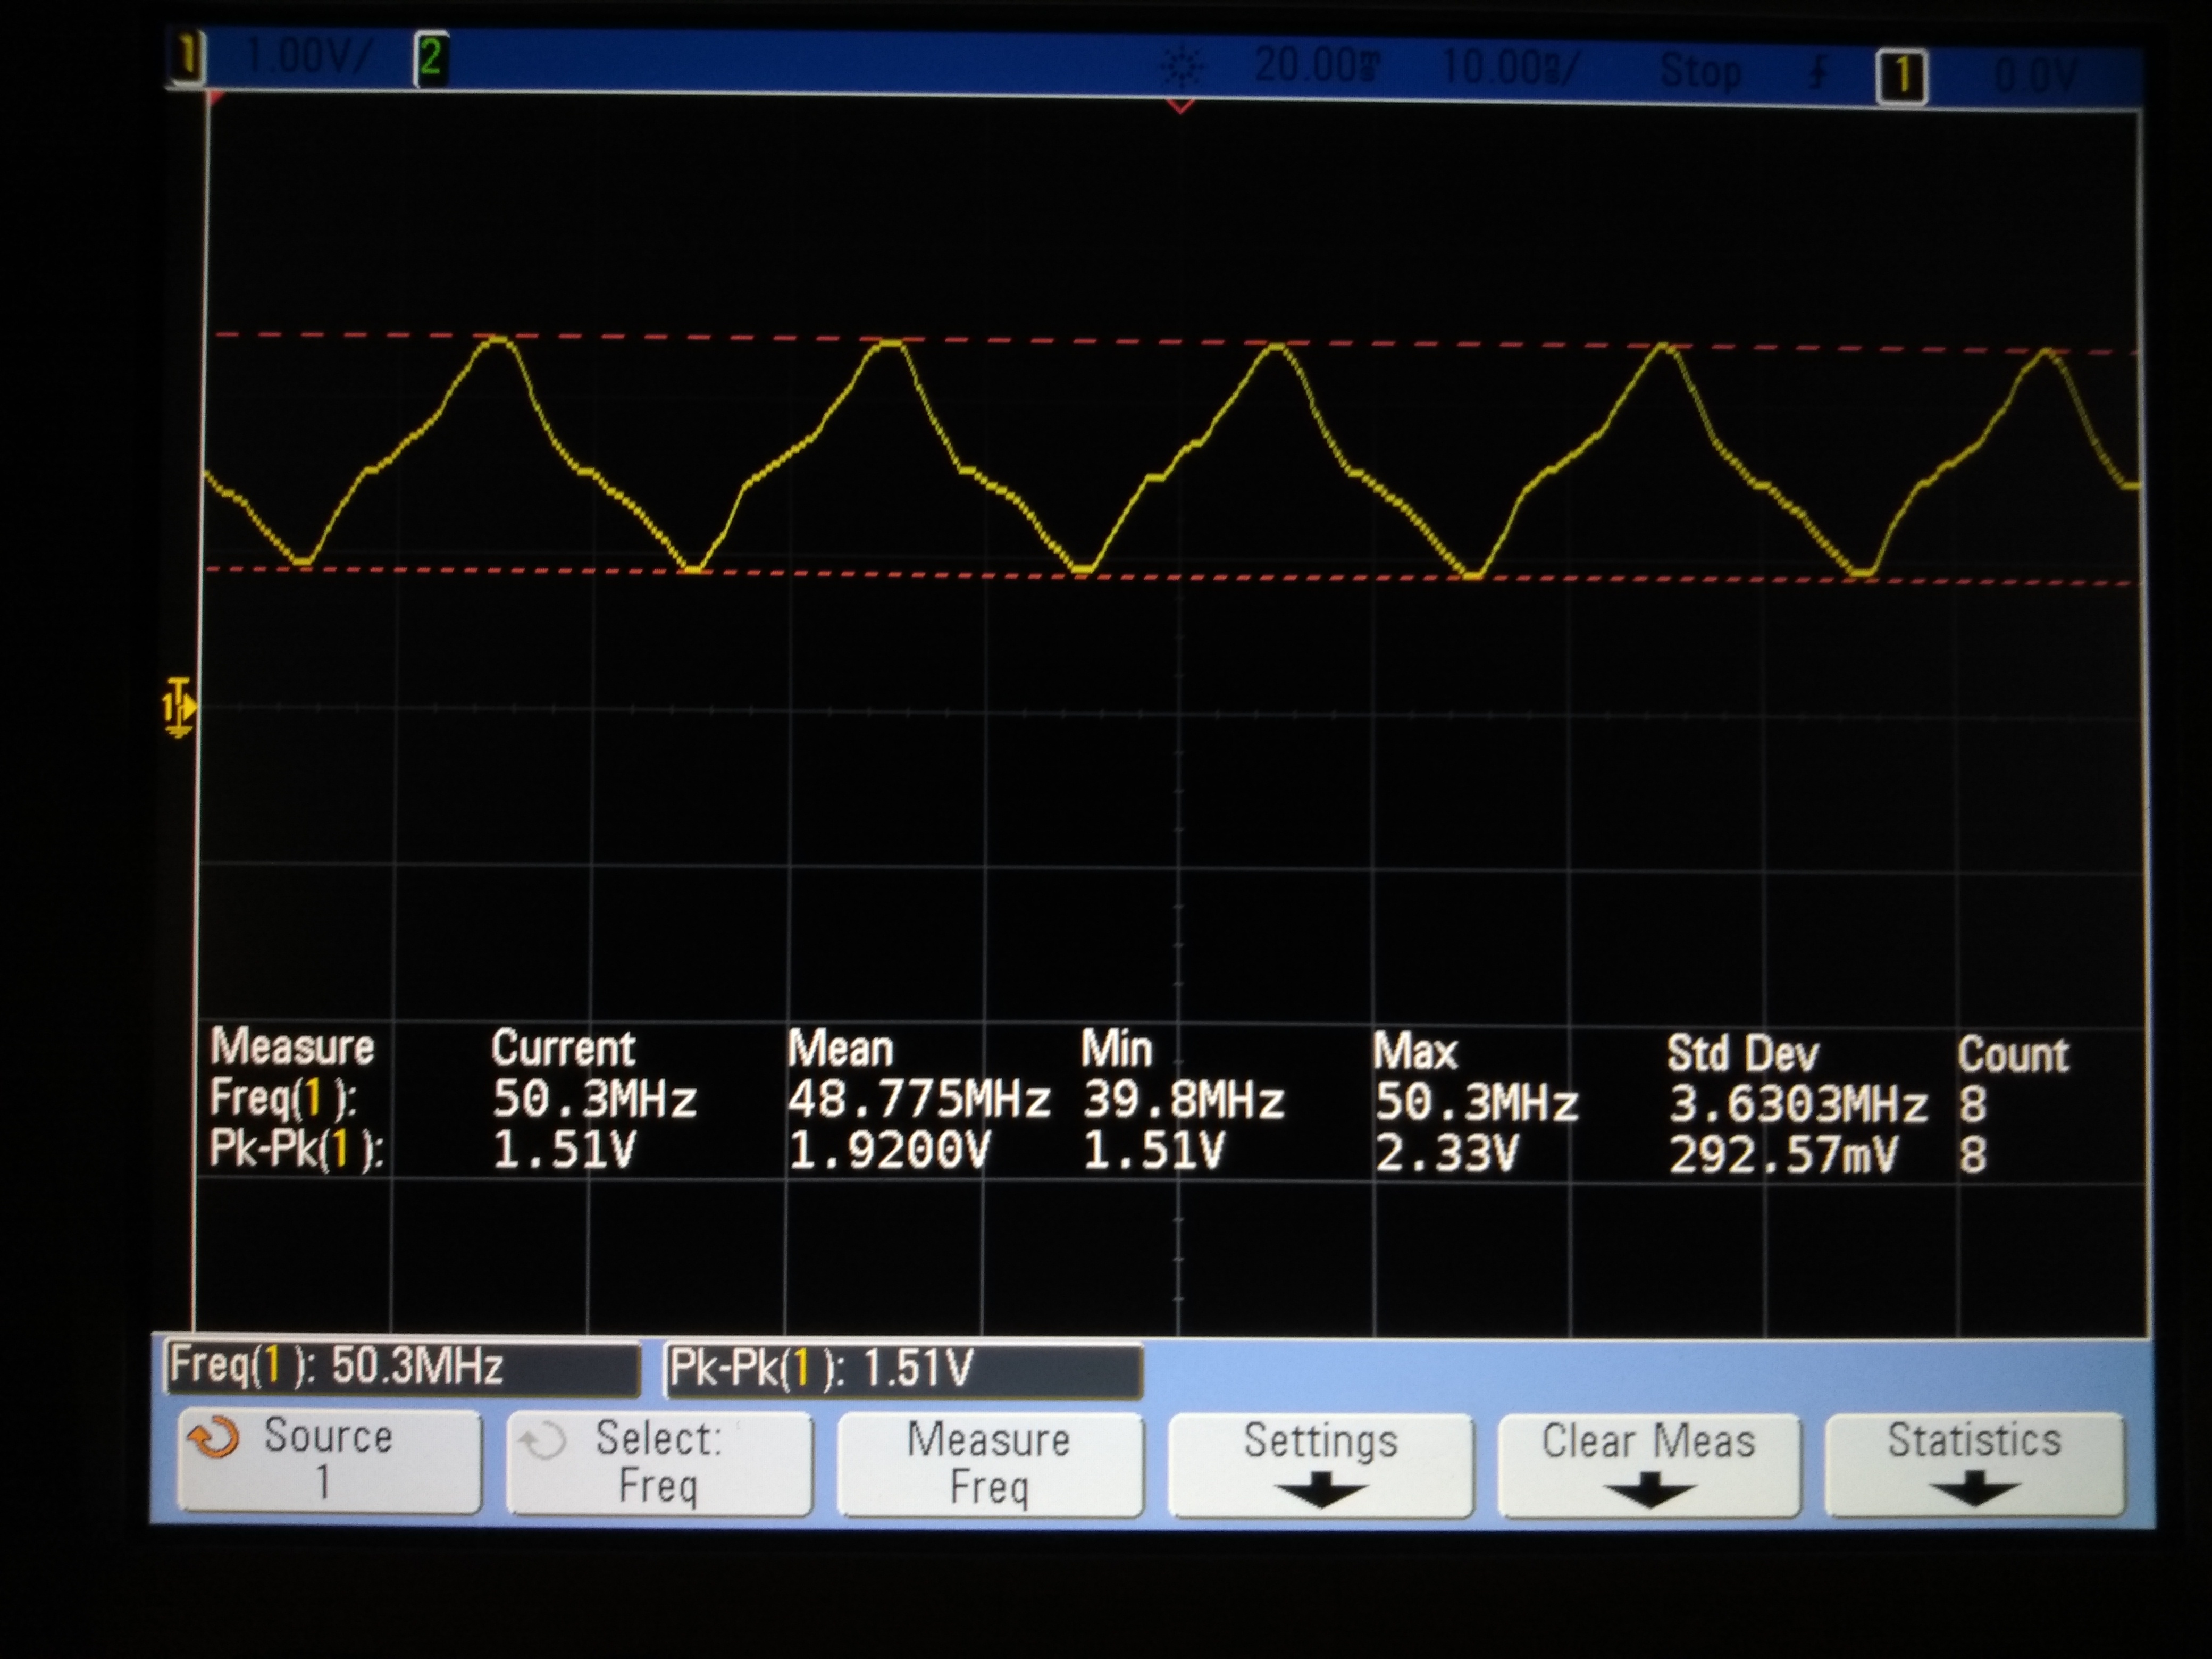 1 1.00V/ 2 20.00ms 10.00ns/ Stop 1 0.0V
1
Measure Current Mean Min Max Std Dev Count
Freq(1): 50.3MHz 48.775MHz 39.8MHz 50.3MHz 3.6303MHz 8
Pk-Pk(1): 1.51V 1.9200V 1.51V 2.33V 292.57mV 8
Freq(1): 50.3MHz Pk-Pk(1): 1.51V
Source Select: Measure Settings Clear Meas Statistics
1 Freq Freq